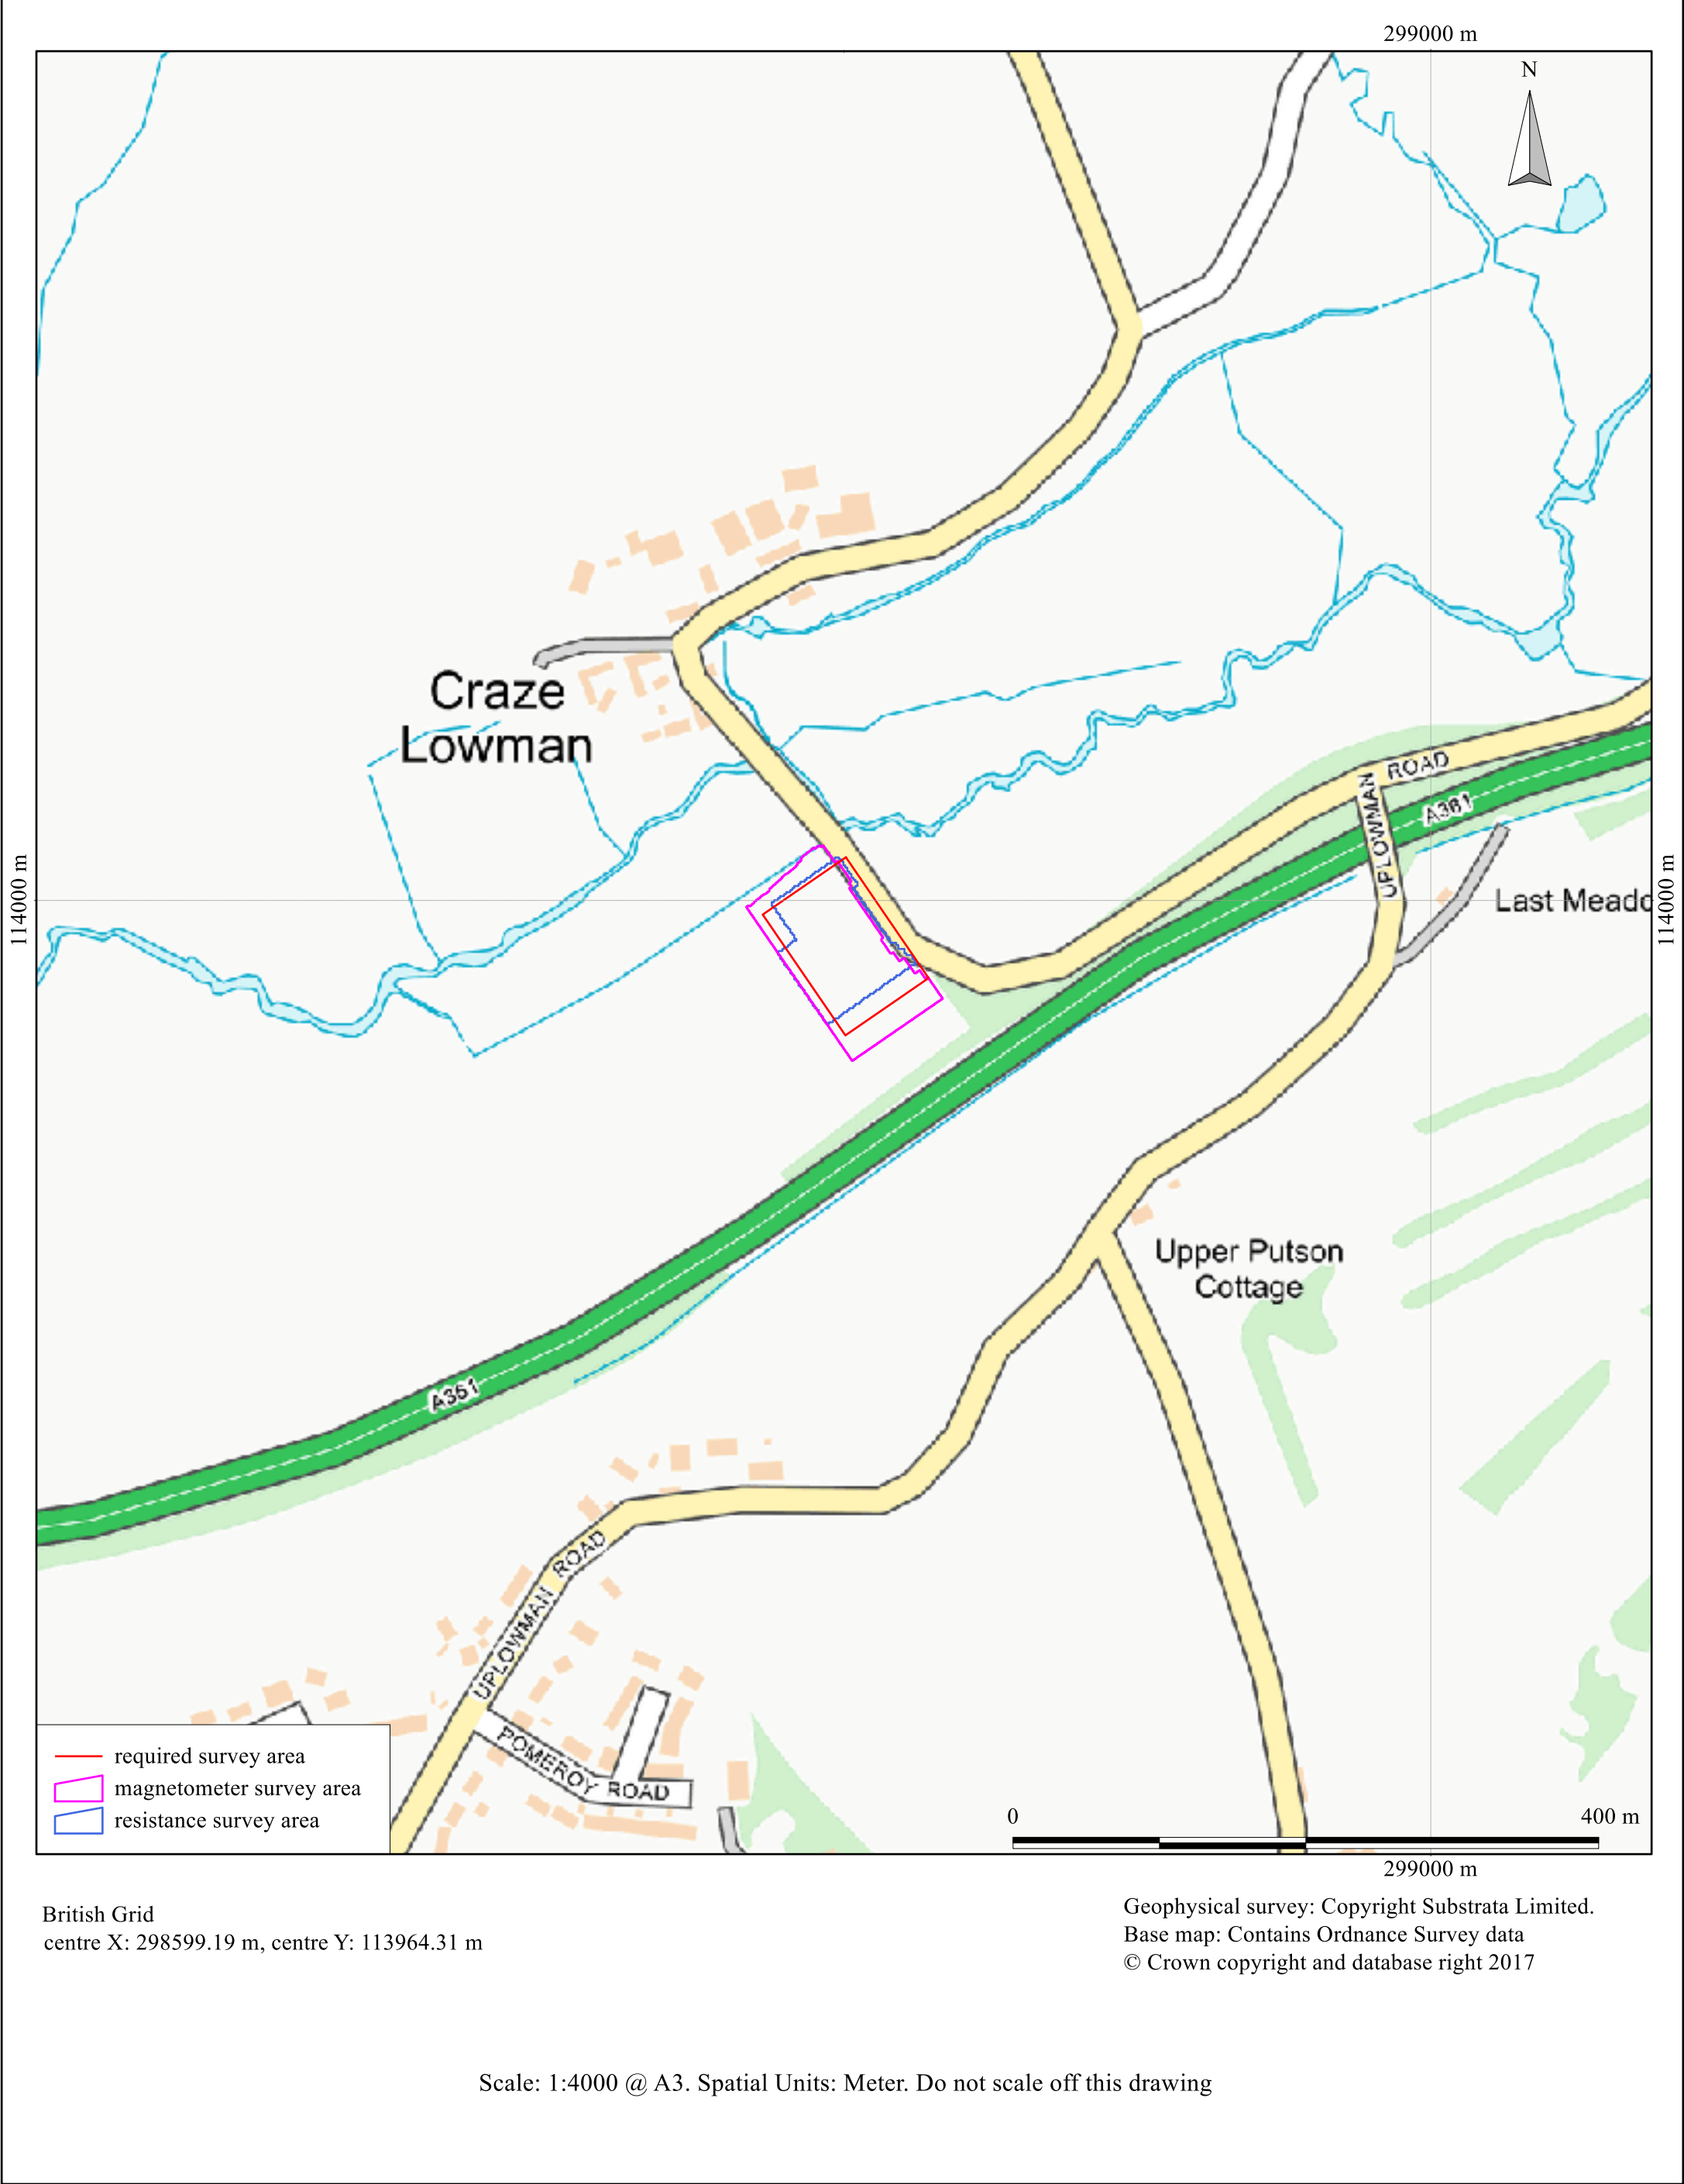 299000 m
N
Craze
Lowman
ROAD
UPLOWMAN
A361
114000 m
Last Meado
114000 m
Upper Putson
Cottage
A361
UPLOWMAN ROAD
POMEROY ROAD
required survey area
magnetometer survey area
resistance survey area
0 400 m
299000 m
British Grid
centre X: 298599.19 m, centre Y: 113964.31 m
Geophysical survey: Copyright Substrata Limited.
Base map: Contains Ordnance Survey data
© Crown copyright and database right 2017
Scale: 1:4000 @ A3. Spatial Units: Meter. Do not scale off this drawing